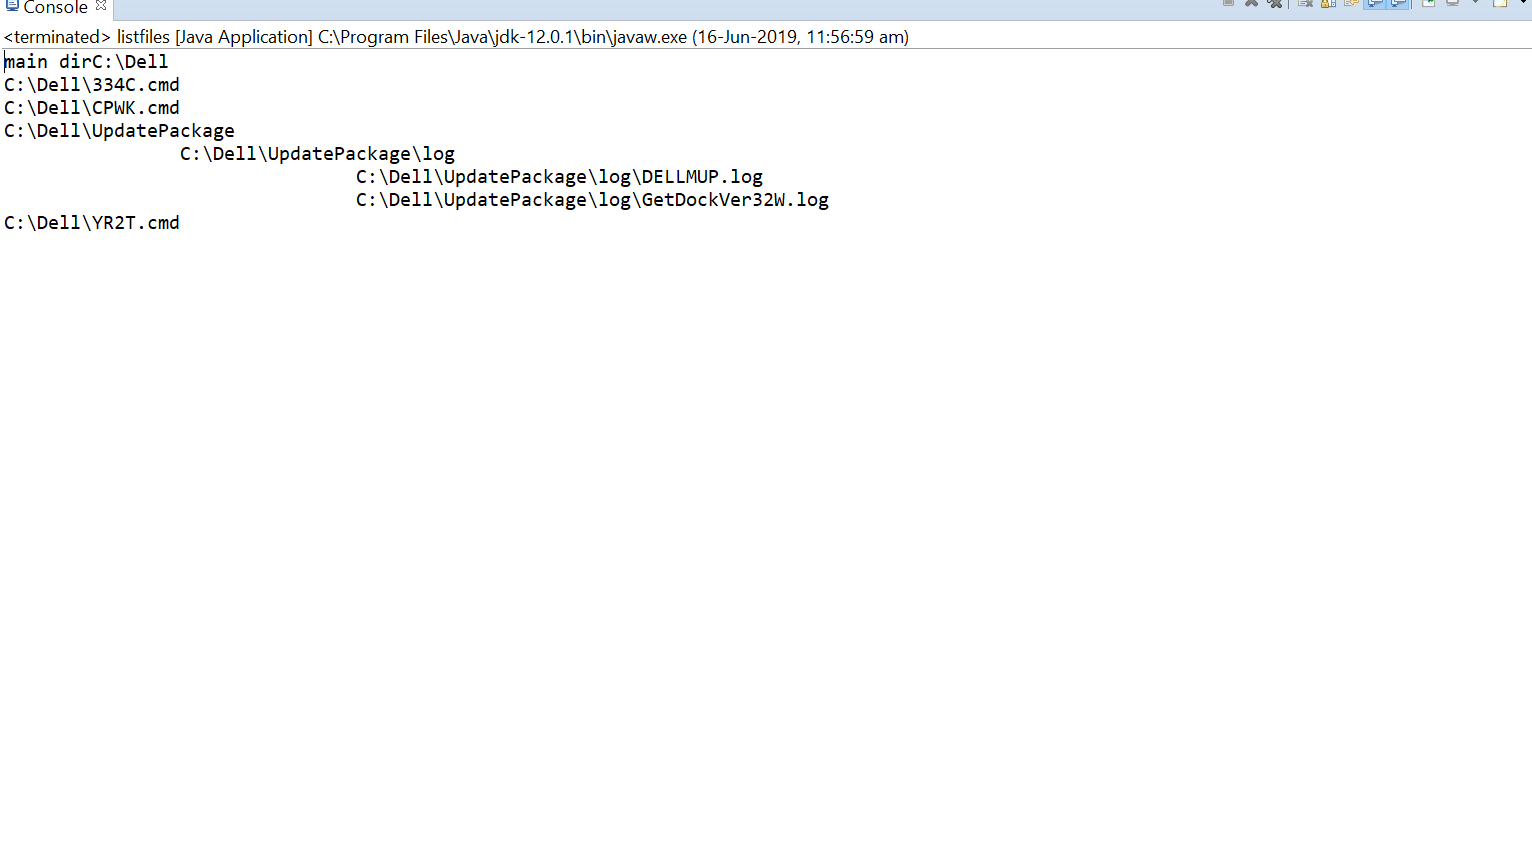 Console
<terminated> listfiles [Java Application] C:\Program Files\Java\jdk-12.0.1\bin\javaw.exe (16-Jun-2019, 11:56:59 am)
main dirC:\Dell
C:\Dell\334C.cmd
C:\Dell\CPWK.cmd
C:\Dell\UpdatePackage
C:\Dell\UpdatePackage\log
C:\Dell\UpdatePackage\log\DELLMUP.log
C:\Dell\UpdatePackage\log\GetDockVer32W.log
C:\Dell\YR2T.cmd